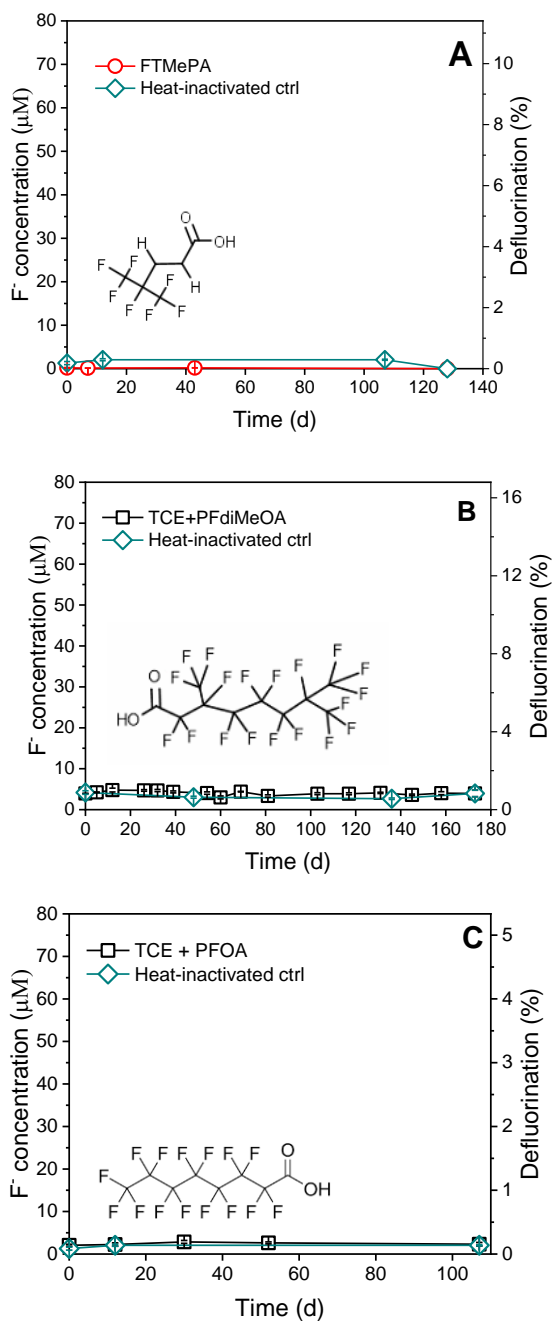 A
FTMePA
Heat-inactivated ctrl
F⁻ concentration (μM)
80
70
60
50
40
30
20
10
0
O
OH
H
H
F
F
F
F
F
F
F
Defluorination (%)
10
8
6
4
2
0
0 20 40 60 80 100 120 140
Time (d)
B
TCE+PFdiMeOA
Heat-inactivated ctrl
F⁻ concentration (μM)
80
70
60
50
40
30
20
10
0
F F F F F F F
O F F F
HO F
F F F F F F F F
Defluorination (%)
16
12
8
4
0
0 20 40 60 80 100 120 140 160 180
Time (d)
C
TCE + PFOA
Heat-inactivated ctrl
F⁻ concentration (μM)
80
70
60
50
40
30
20
10
0
F F F F F F F O
F OH
F F F F F F F
Defluorination (%)
5
4
3
2
1
0
0 20 40 60 80 100
Time (d)